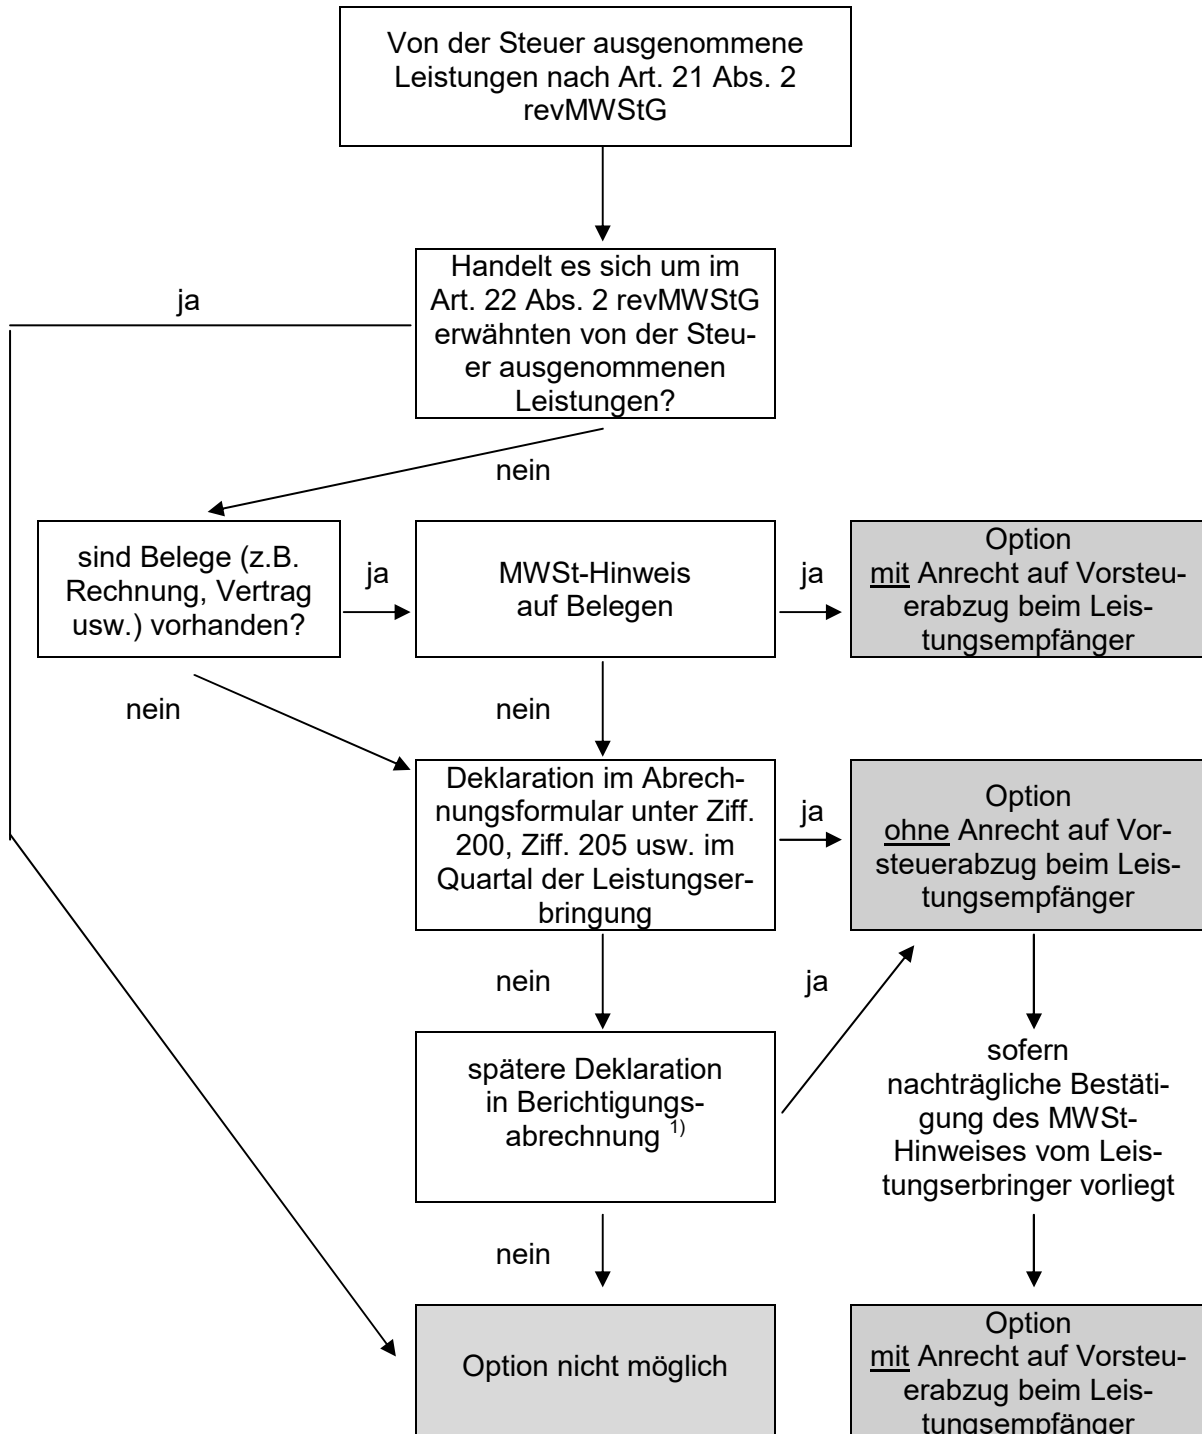 Von der Steuer ausgenommene
Leistungen nach Art. 21 Abs. 2
revMWStG
Handelt es sich um im
Art. 22 Abs. 2 revMWStG
erwähnten von der Steu-
er ausgenommenen
Leistungen?
ja
nein
sind Belege (z.B.
Rechnung, Vertrag
usw.) vorhanden?
ja
MWSt-Hinweis
auf Belegen
ja
Option
mit Anrecht auf Vorsteu-
erabzug beim Leis-
tungsempfänger
nein
nein
Deklaration im Abrech-
nungsformular unter Ziff.
200, Ziff. 205 usw. im
Quartal der Leistungser-
bringung
ja
Option
ohne Anrecht auf Vor-
steuerabzug beim Leis-
tungsempfänger
nein
ja
spätere Deklaration
in Berichtigungs-
abrechnung 1)
sofern
nachträgliche Bestäti-
gung des MWSt-
Hinweises vom Leis-
tungserbringer vorliegt
nein
Option nicht möglich
Option
mit Anrecht auf Vorsteu-
erabzug beim Leis-
tungsempfänger